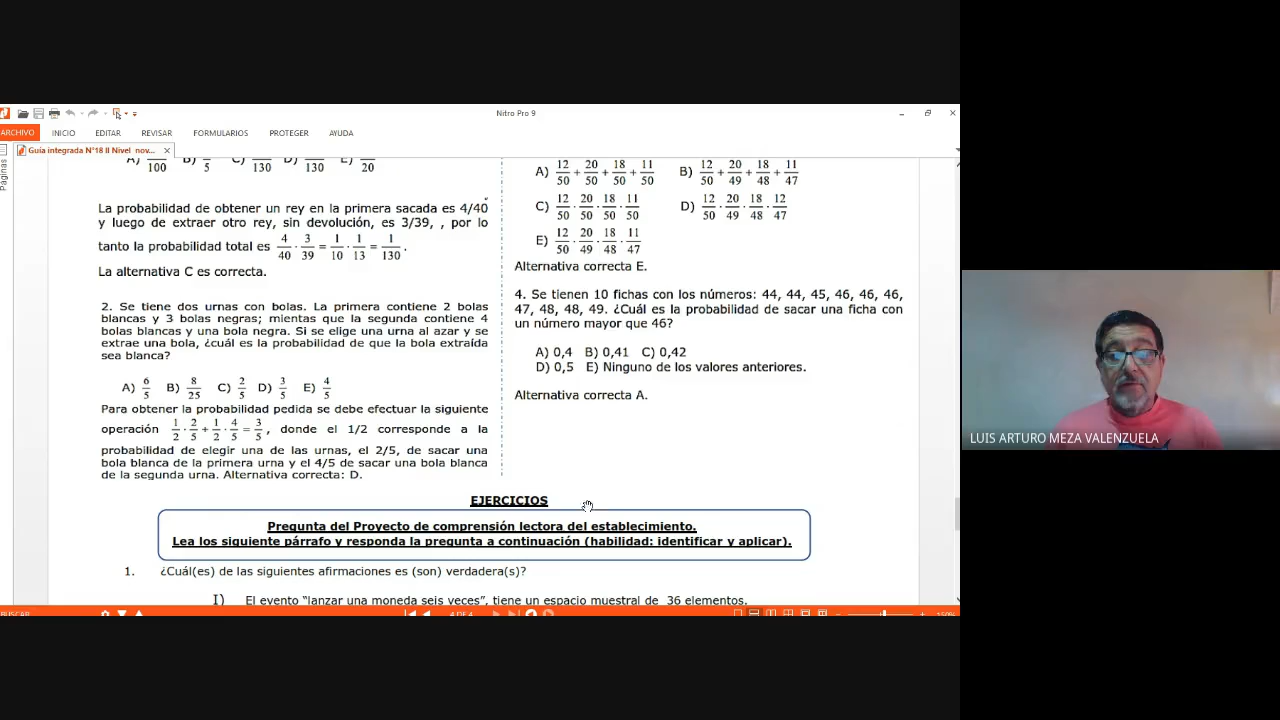 Nitro Pro 9
ARCHIVO INICIO EDITAR REVISAR FORMULARIOS PROTEGER AYUDA
Guía integrada N°18 II Nivel nov...
Páginas
A) /100 B) /5 C) /130 D) /130 E) /20
La probabilidad de obtener un rey en la primera sacada es 4/40
y luego de extraer otro rey, sin devolución, es 3/39, , por lo
tanto la probabilidad total es 4/40 · 3/39 = 1/10 · 1/13 = 1/130 .
La alternativa C es correcta.
2. Se tiene dos urnas con bolas. La primera contiene 2 bolas
blancas y 3 bolas negras; mientas que la segunda contiene 4
bolas blancas y una bola negra. Si se elige una urna al azar y se
extrae una bola, ¿cuál es la probabilidad de que la bola extraída
sea blanca?
A) 6/5 B) 8/25 C) 2/5 D) 3/5 E) 4/5
Para obtener la probabilidad pedida se debe efectuar la siguiente
operación 1/2 · 2/5 + 1/2 · 4/5 = 3/5 , donde el 1/2 corresponde a la
probabilidad de elegir una de las urnas, el 2/5, de sacar una
bola blanca de la primera urna y el 4/5 de sacar una bola blanca
de la segunda urna. Alternativa correcta: D.
A) 12/50 + 20/50 + 18/50 + 11/50 B) 12/50 + 20/49 + 18/48 + 11/47
C) 12/50 · 20/50 · 18/50 · 11/50 D) 12/50 · 20/49 · 18/48 · 12/47
E) 12/50 · 20/49 · 18/48 · 11/47
Alternativa correcta E.
4. Se tienen 10 fichas con los números: 44, 44, 45, 46, 46, 46,
47, 48, 48, 49. ¿Cuál es la probabilidad de sacar una ficha con
un número mayor que 46?
A) 0,4 B) 0,41 C) 0,42
D) 0,5 E) Ninguno de los valores anteriores.
Alternativa correcta A.
EJERCICIOS
Pregunta del Proyecto de comprensión lectora del establecimiento.
Lea los siguiente párrafo y responda la pregunta a continuación (habilidad: identificar y aplicar).
1. ¿Cuál(es) de las siguientes afirmaciones es (son) verdadera(s)?
I) El evento “lanzar una moneda seis veces”, tiene un espacio muestral de 36 elementos.
BUSCAR 4 DE 4 150%
LUIS ARTURO MEZA VALENZUELA